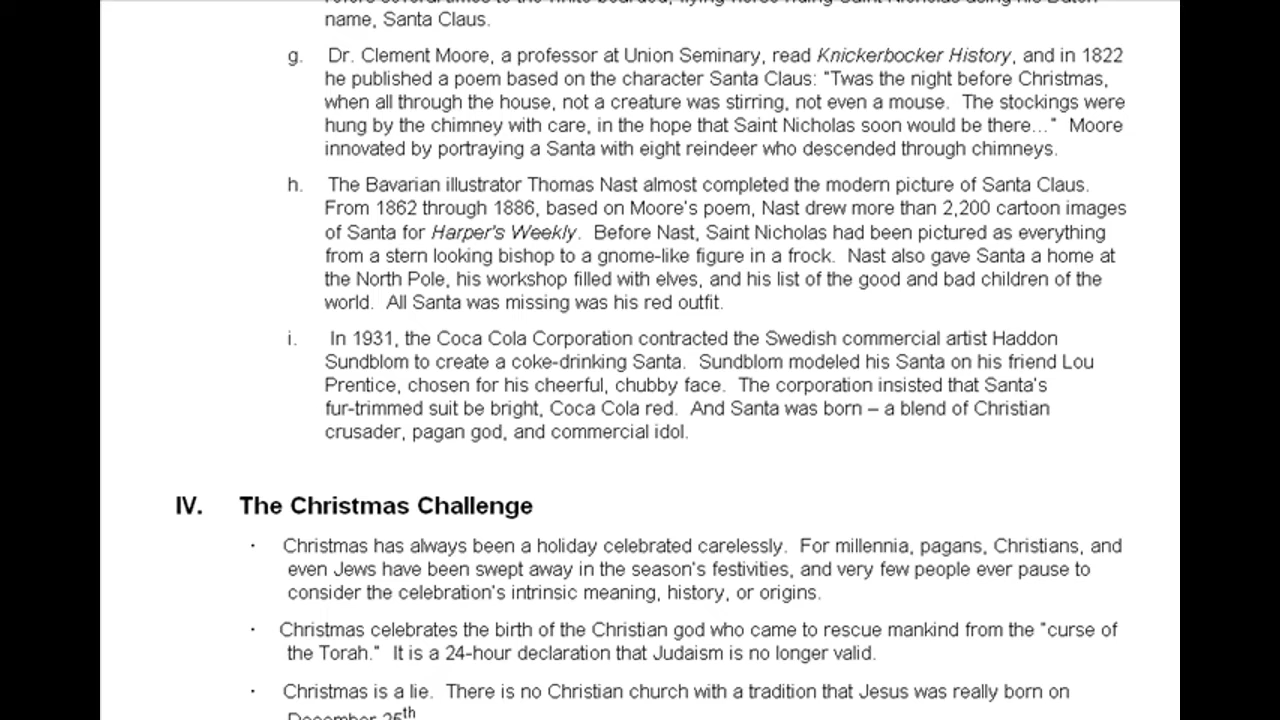 name, Santa Claus.
g. Dr. Clement Moore, a professor at Union Seminary, read Knickerbocker History, and in 1822
he published a poem based on the character Santa Claus: "Twas the night before Christmas,
when all through the house, not a creature was stirring, not even a mouse. The stockings were
hung by the chimney with care, in the hope that Saint Nicholas soon would be there…" Moore
innovated by portraying a Santa with eight reindeer who descended through chimneys.
h. The Bavarian illustrator Thomas Nast almost completed the modern picture of Santa Claus.
From 1862 through 1886, based on Moore's poem, Nast drew more than 2,200 cartoon images
of Santa for Harper's Weekly. Before Nast, Saint Nicholas had been pictured as everything
from a stern looking bishop to a gnome-like figure in a frock. Nast also gave Santa a home at
the North Pole, his workshop filled with elves, and his list of the good and bad children of the
world. All Santa was missing was his red outfit.
i. In 1931, the Coca Cola Corporation contracted the Swedish commercial artist Haddon
Sundblom to create a coke-drinking Santa. Sundblom modeled his Santa on his friend Lou
Prentice, chosen for his cheerful, chubby face. The corporation insisted that Santa's
fur-trimmed suit be bright, Coca Cola red. And Santa was born – a blend of Christian
crusader, pagan god, and commercial idol.
IV. The Christmas Challenge
· Christmas has always been a holiday celebrated carelessly. For millennia, pagans, Christians, and
even Jews have been swept away in the season's festivities, and very few people ever pause to
consider the celebration's intrinsic meaning, history, or origins.
· Christmas celebrates the birth of the Christian god who came to rescue mankind from the "curse of
the Torah." It is a 24-hour declaration that Judaism is no longer valid.
· Christmas is a lie. There is no Christian church with a tradition that Jesus was really born on
December 25th